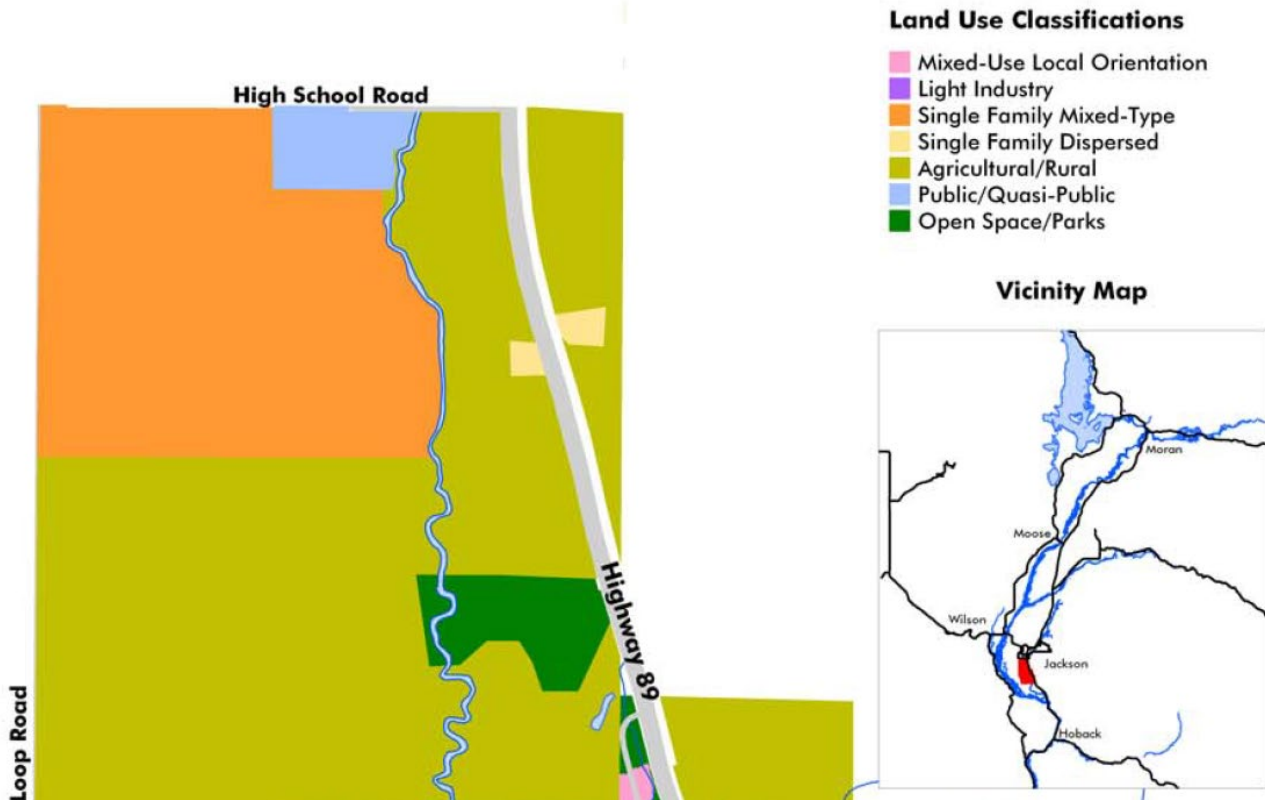 Land Use Classifications
Mixed-Use Local Orientation
Light Industry
Single Family Mixed-Type
Single Family Dispersed
Agricultural/Rural
Public/Quasi-Public
Open Space/Parks
High School Road
Highway 89
Loop Road
Vicinity Map
Moran
Moose
Wilson
Jackson
Hoback